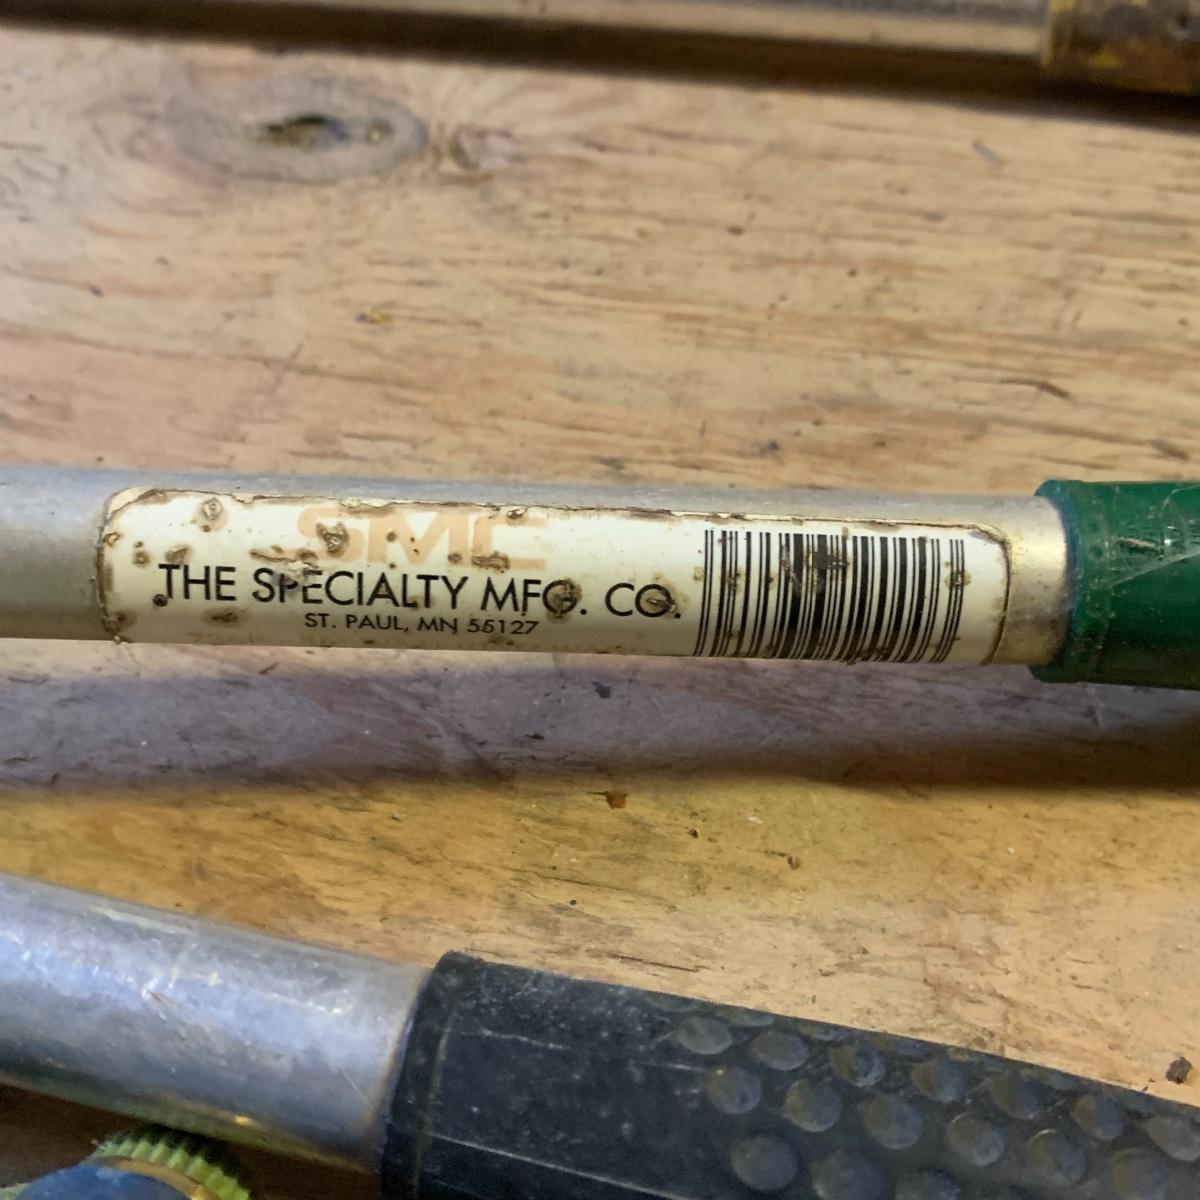 SMC
THE SPECIALTY MFG. CO.
ST. PAUL, MN 55127